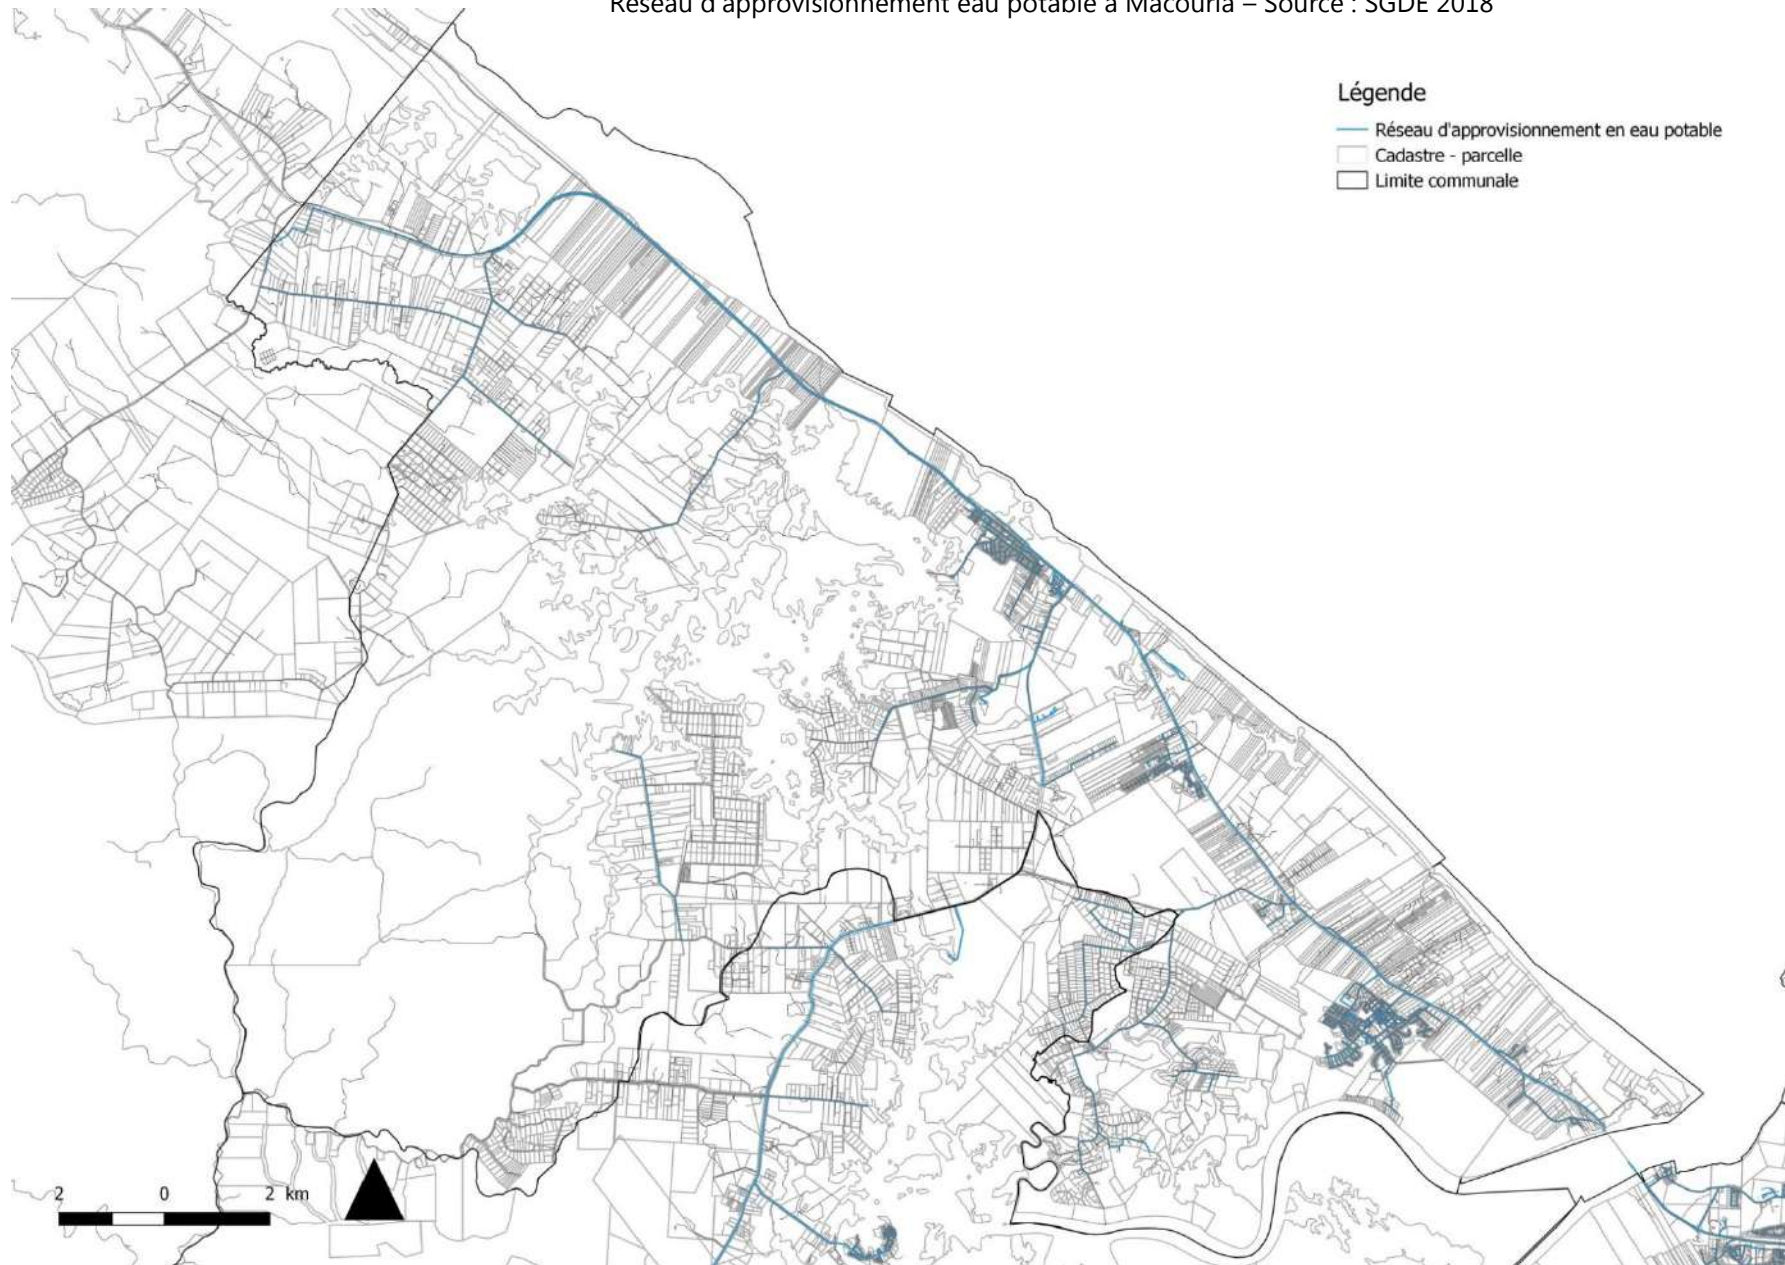 Réseau d'approvisionnement eau potable à Macouria – Source : SGDE 2018
Légende
Réseau d'approvisionnement en eau potable
Cadastre - parcelle
Limite communale
2 0 2 km